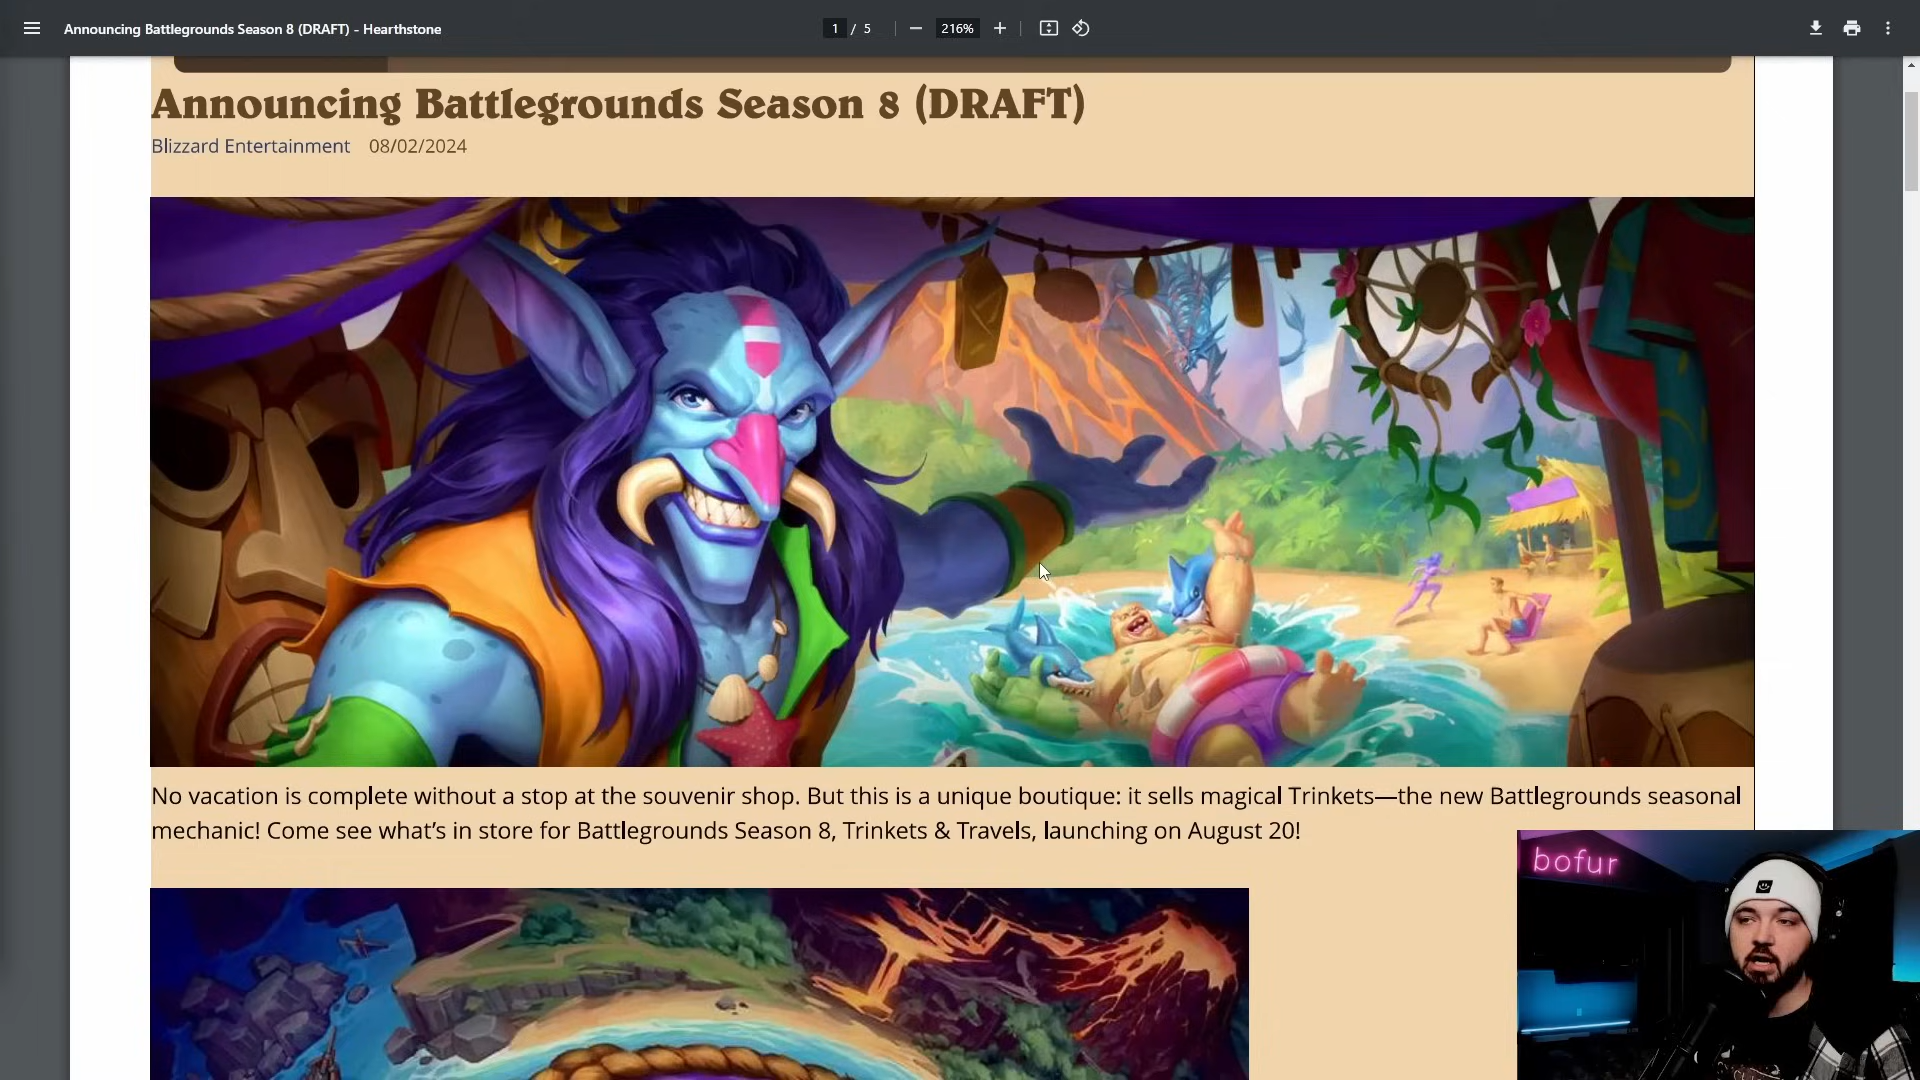 Announcing Battlegrounds Season 8 (DRAFT) - Hearthstone
1 / 5
216%
Announcing Battlegrounds Season 8 (DRAFT)
Blizzard Entertainment 08/02/2024
No vacation is complete without a stop at the souvenir shop. But this is a unique boutique: it sells magical Trinkets—the new Battlegrounds seasonal
mechanic! Come see what’s in store for Battlegrounds Season 8, Trinkets & Travels, launching on August 20!
bofur